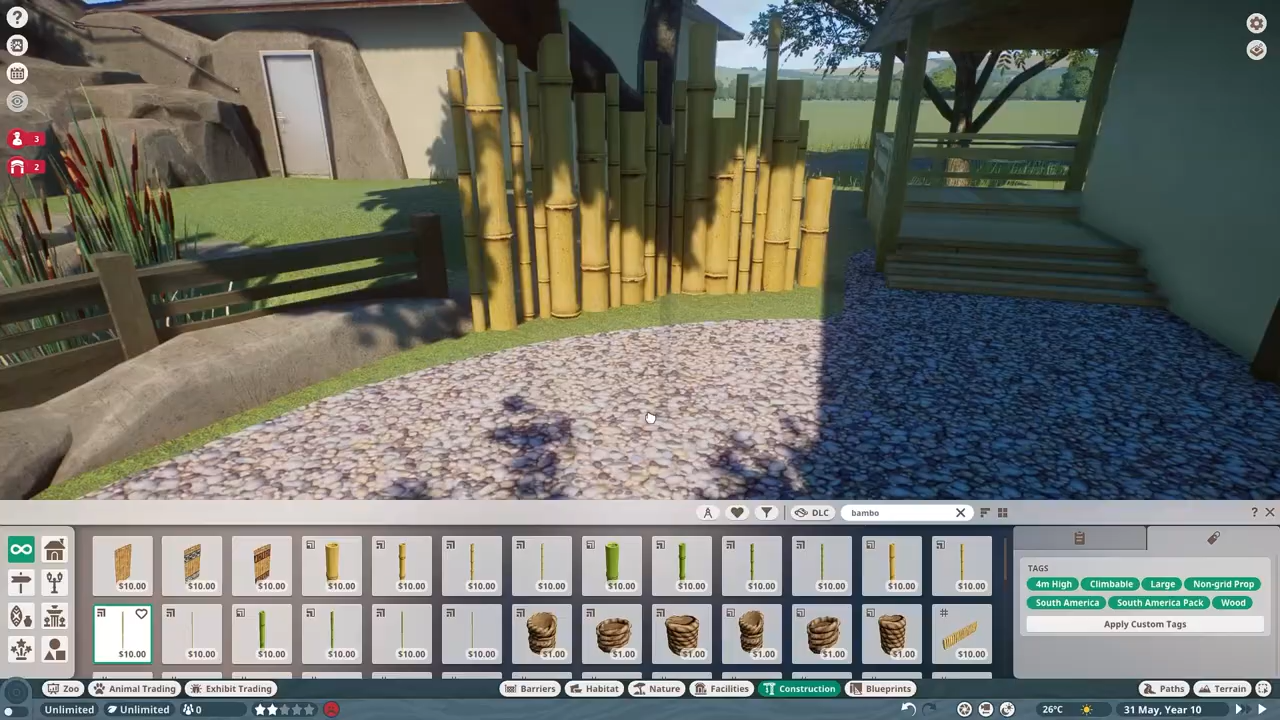 ?
3
2
DLC
bambo
?
$10.00 $10.00 $10.00 $10.00 $10.00 $10.00 $10.00 $10.00 $10.00 $10.00 $10.00 $10.00 $10.00
$10.00 $10.00 $10.00 $10.00 $10.00 $10.00 $1.00 $1.00 $1.00 $1.00 $1.00 $1.00 $10.00
TAGS
4m High Climbable Large Non-grid Prop
South America South America Pack Wood
Apply Custom Tags
Zoo Animal Trading Exhibit Trading Barriers Habitat Nature Facilities Construction Blueprints Paths Terrain
Unlimited Unlimited 0 26°C 31 May, Year 10